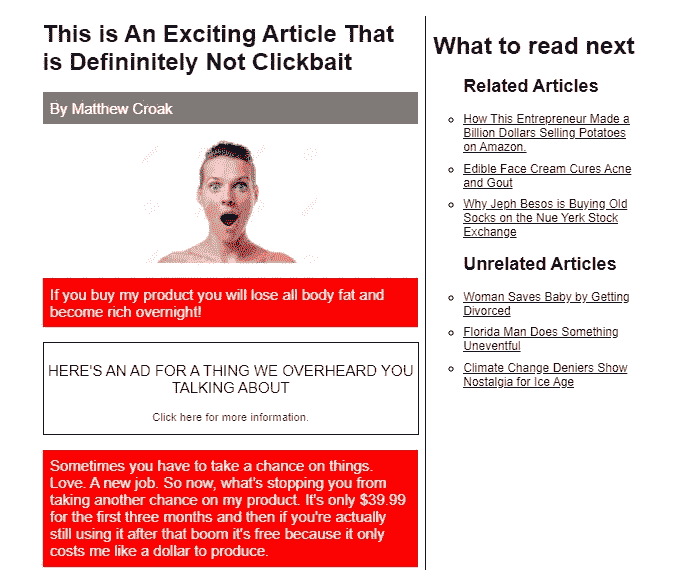 This is An Exciting Article That
is Defininitely Not Clickbait
By Matthew Croak
If you buy my product you will lose all body fat and
become rich overnight!
HERE'S AN AD FOR A THING WE OVERHEARD YOU
TALKING ABOUT
Click here for more information.
Sometimes you have to take a chance on things.
Love. A new job. So now, what's stopping you from
taking another chance on my product. It's only $39.99
for the first three months and then if you're actually
still using it after that boom it's free because it only
costs me like a dollar to produce.
What to read next
Related Articles
How This Entrepreneur Made a
Billion Dollars Selling Potatoes
on Amazon.
Edible Face Cream Cures Acne
and Gout
Why Jeph Besos is Buying Old
Socks on the Nue Yerk Stock
Exchange
Unrelated Articles
Woman Saves Baby by Getting
Divorced
Florida Man Does Something
Uneventful
Climate Change Deniers Show
Nostalgia for Ice Age